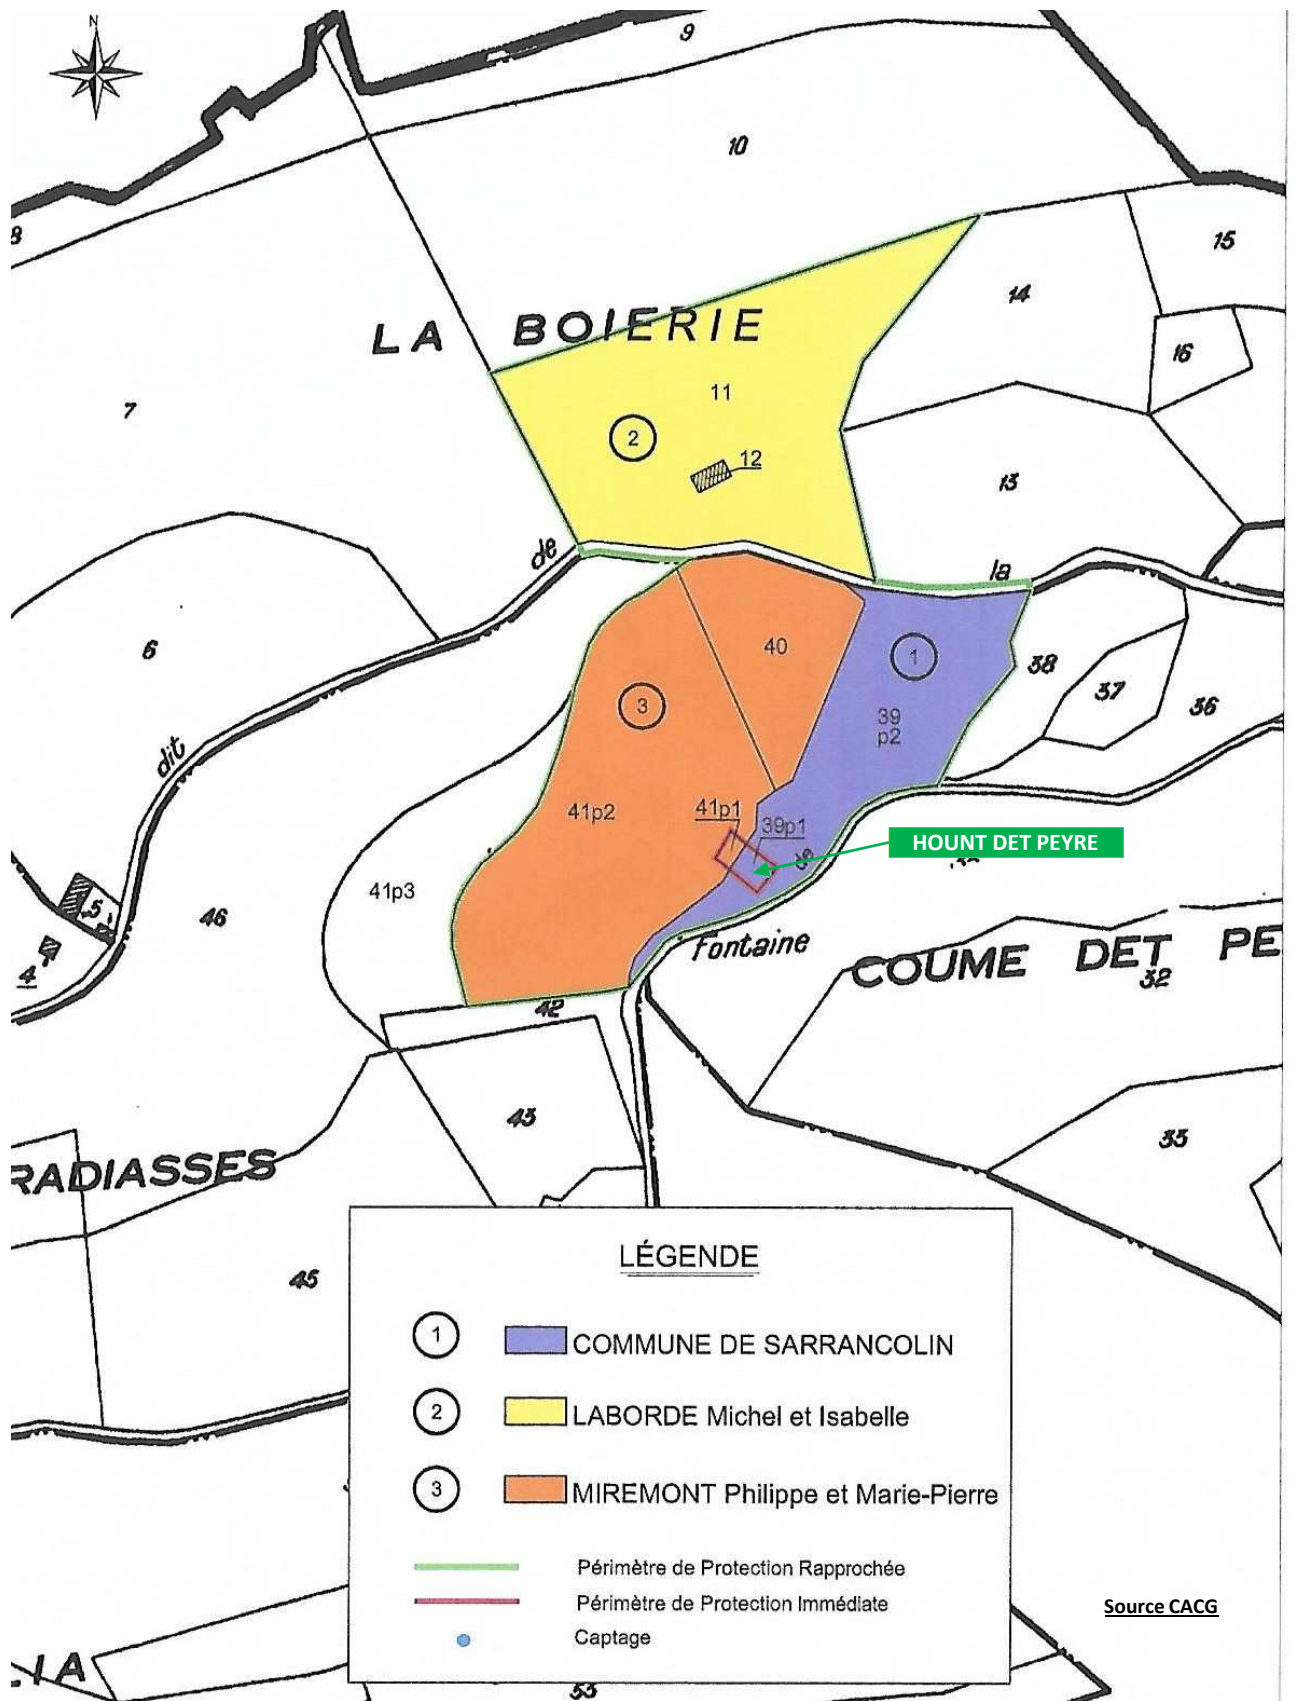 N
9
10
8
15
14
LA BOIERIE
16
11
7
2
12
13
de
la
6
40
1
38
37
36
3
39
p2
dit
41p2
41p1
39p1
HOUNT DET PEYRE
de
41p3
5
46
Fontaine
COUME DET PE
4
32
42
43
33
RADIASSES
45
LÉGENDE
1 COMMUNE DE SARRANCOLIN
2 LABORDE Michel et Isabelle
3 MIREMONT Philippe et Marie-Pierre
Périmètre de Protection Rapprochée
Périmètre de Protection Immédiate
Source CACG
Captage
IA
53